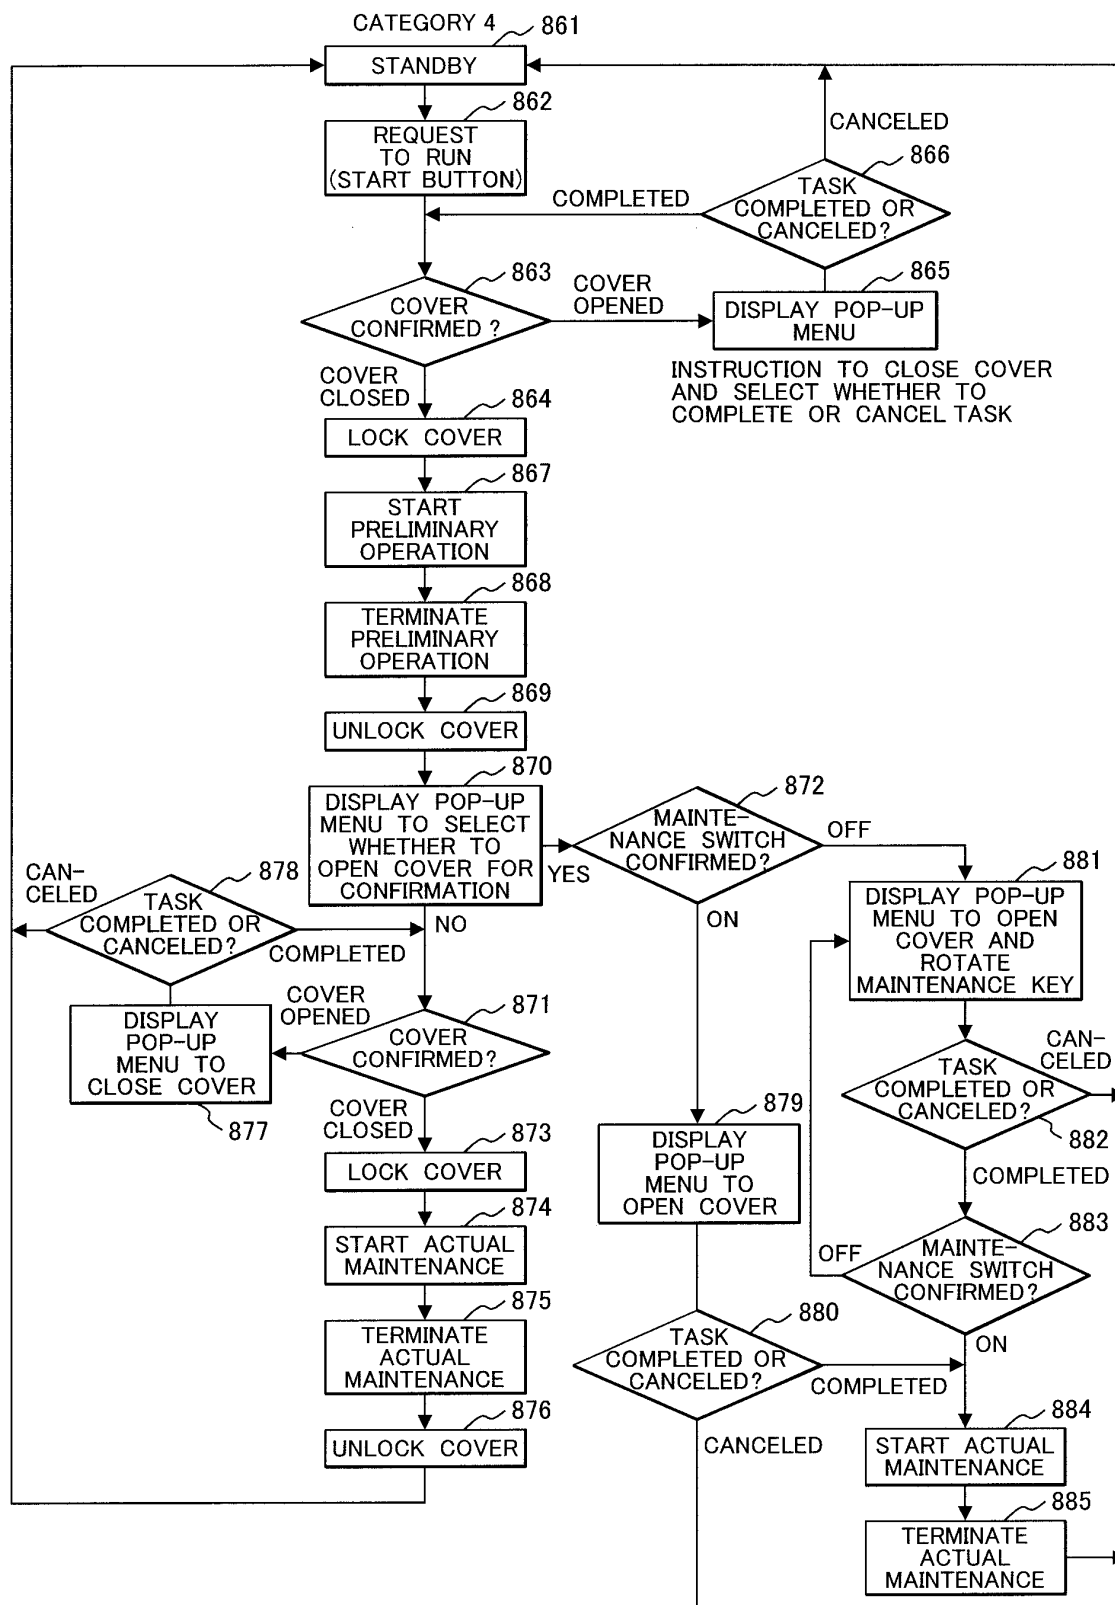 CATEGORY 4
861
STANDBY
862
REQUEST
TO RUN
(START BUTTON)
CANCELED
866
TASK
COMPLETED OR
CANCELED?
COMPLETED
863
COVER
CONFIRMED ?
COVER
OPENED
865
DISPLAY POP-UP
MENU
INSTRUCTION TO CLOSE COVER
AND SELECT WHETHER TO
COMPLETE OR CANCEL TASK
COVER
CLOSED
864
LOCK COVER
867
START
PRELIMINARY
OPERATION
868
TERMINATE
PRELIMINARY
OPERATION
869
UNLOCK COVER
870
DISPLAY POP-UP
MENU TO SELECT
WHETHER TO
OPEN COVER FOR
CONFIRMATION
YES
NO
872
MAINTE-
NANCE SWITCH
CONFIRMED?
OFF
ON
881
DISPLAY POP-UP
MENU TO OPEN
COVER AND
ROTATE
MAINTENANCE KEY
CAN-
CELED
878
TASK
COMPLETED OR
CANCELED?
COMPLETED
COVER
OPENED
871
COVER
CONFIRMED?
DISPLAY
POP-UP
MENU TO
CLOSE COVER
877
COVER
CLOSED
873
LOCK COVER
874
START ACTUAL
MAINTENANCE
875
TERMINATE
ACTUAL
MAINTENANCE
876
UNLOCK COVER
879
DISPLAY
POP-UP
MENU TO
OPEN COVER
CAN-
CELED
TASK
COMPLETED OR
CANCELED?
882
COMPLETED
883
OFF
MAINTE-
NANCE SWITCH
CONFIRMED?
ON
880
TASK
COMPLETED OR
CANCELED?
COMPLETED
CANCELED
884
START ACTUAL
MAINTENANCE
885
TERMINATE
ACTUAL
MAINTENANCE